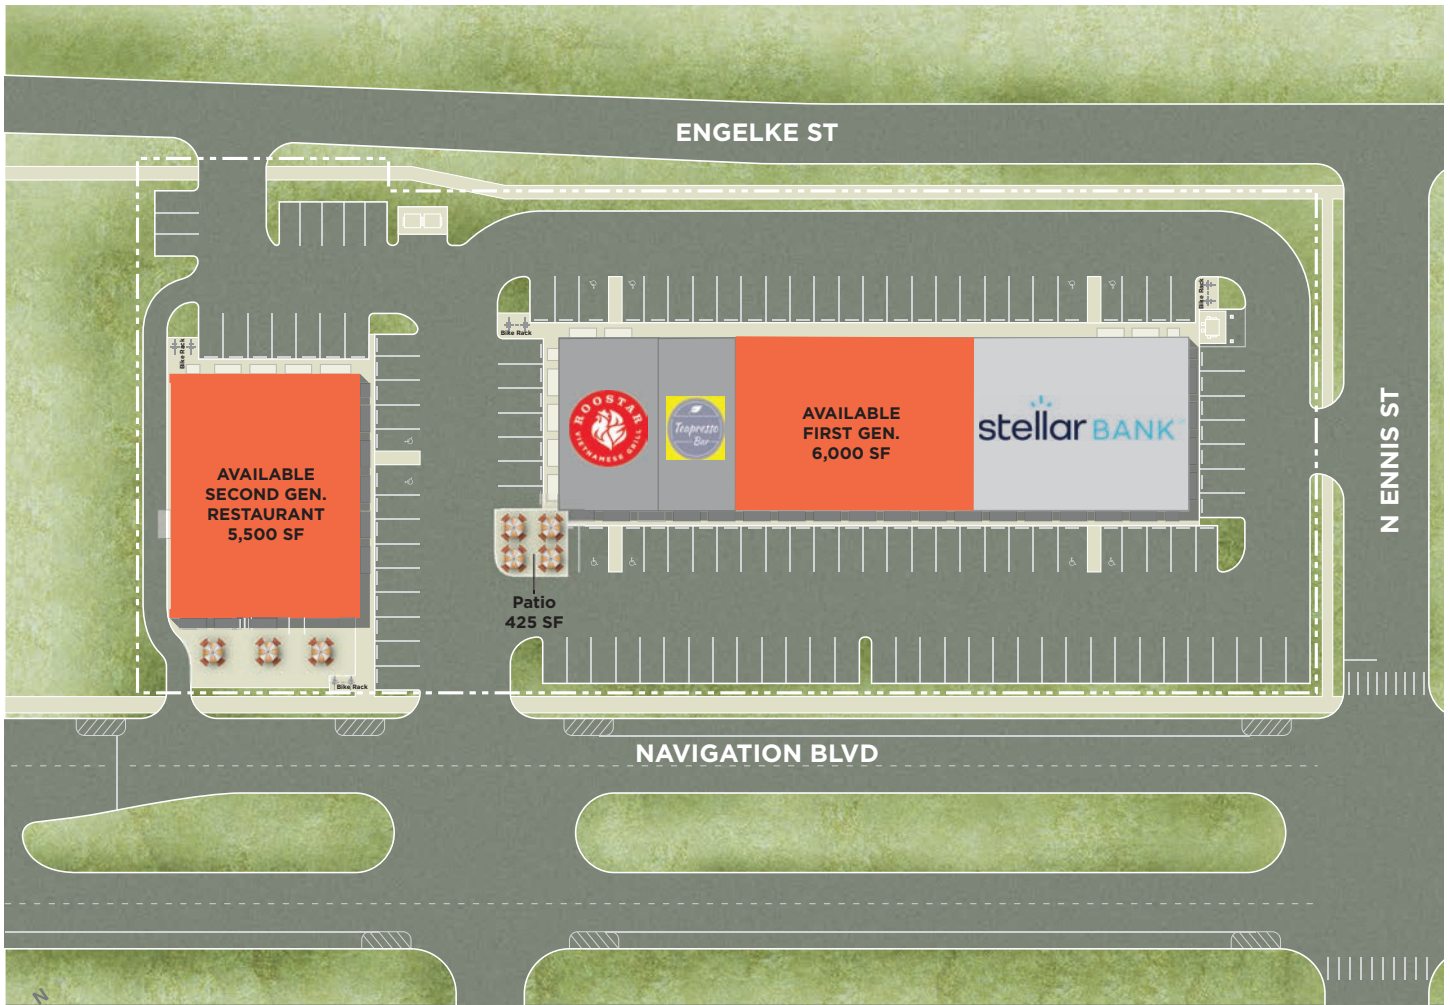 ENGELKE ST
Bike Rack
Bike Rack
Bike Rack
ROOSTAR
VIETNAMESE GRILL
Teapresso
Bar
AVAILABLE
FIRST GEN.
6,000 SF
stellar BANK
N ENNIS ST
AVAILABLE
SECOND GEN.
RESTAURANT
5,500 SF
Patio
425 SF
Bike Rack
NAVIGATION BLVD
N